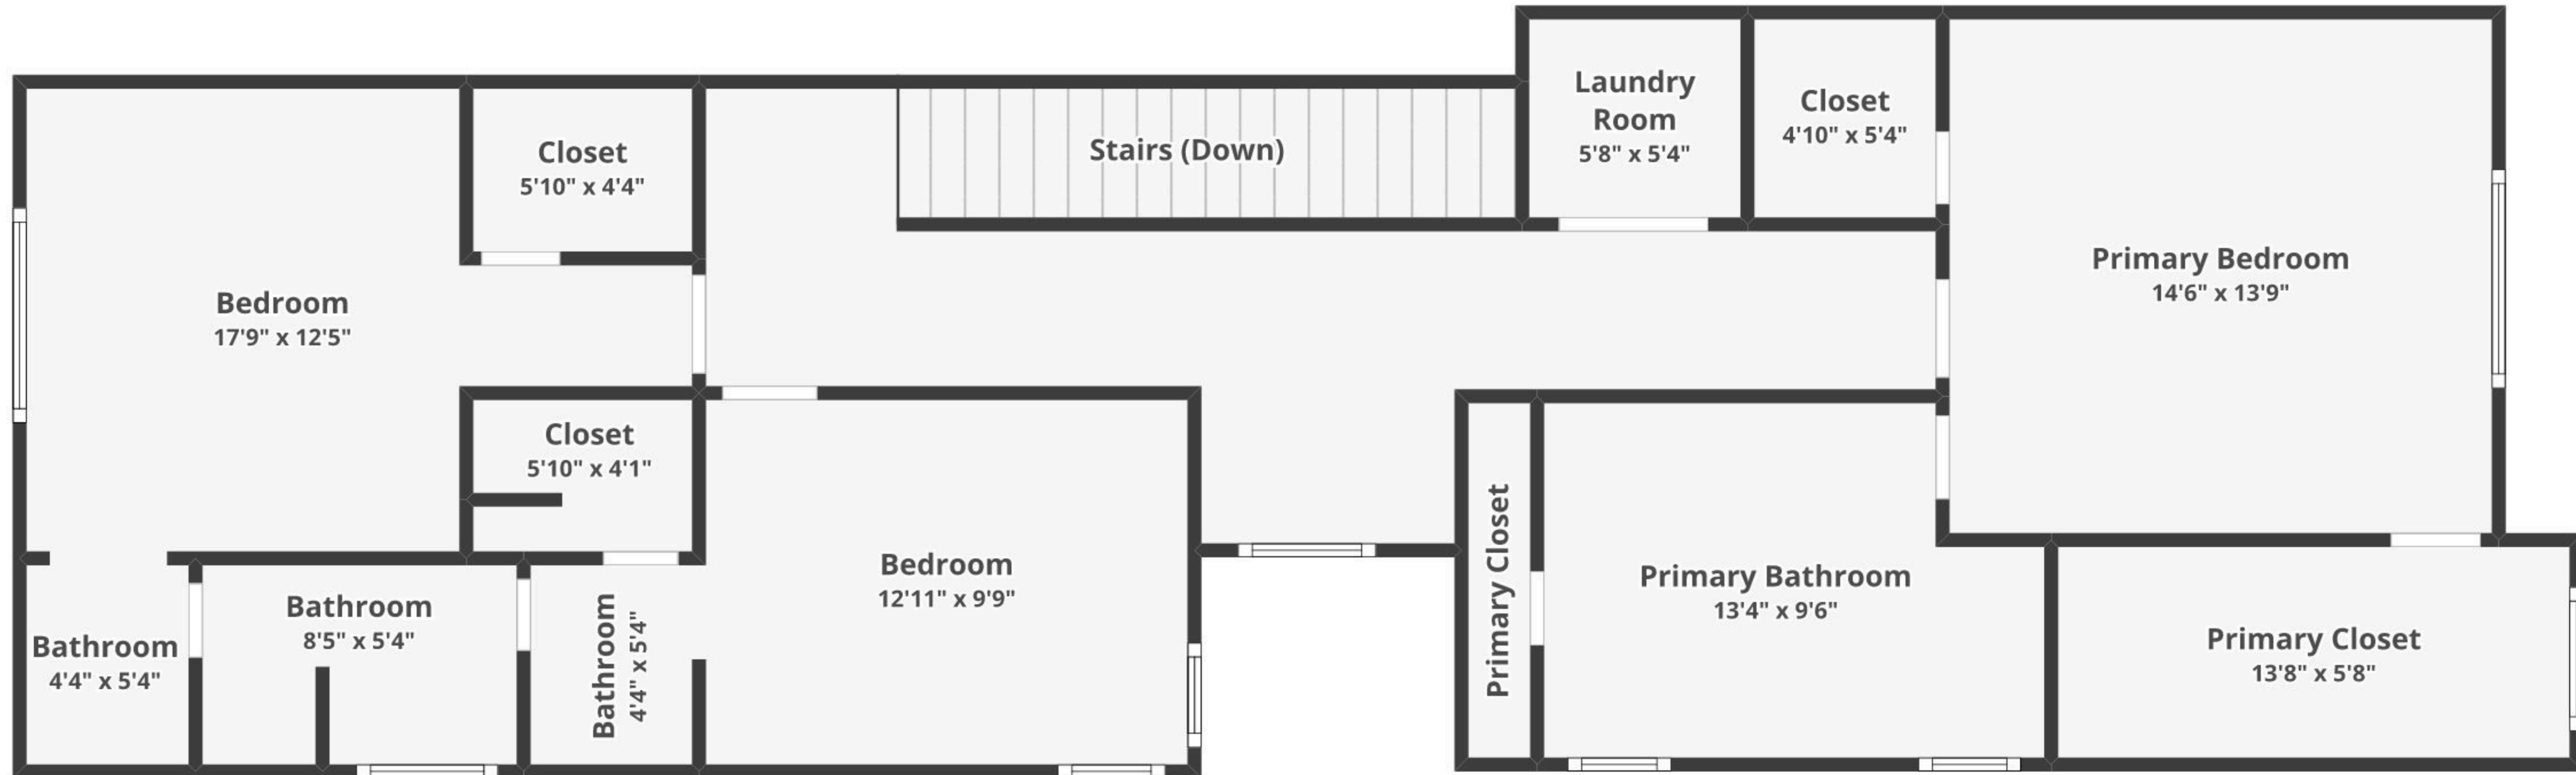 Laundry
Room
5'8" x 5'4"
Closet
4'10" x 5'4"
Closet
5'10" x 4'4"
Stairs (Down)
Primary Bedroom
14'6" x 13'9"
Bedroom
17'9" x 12'5"
Closet
5'10" x 4'1"
Bedroom
12'11" x 9'9"
Primary Closet
Primary Bathroom
13'4" x 9'6"
Bathroom
8'5" x 5'4"
Bathroom
4'4" x 5'4"
Bathroom
4'4" x 5'4"
Primary Closet
13'8" x 5'8"